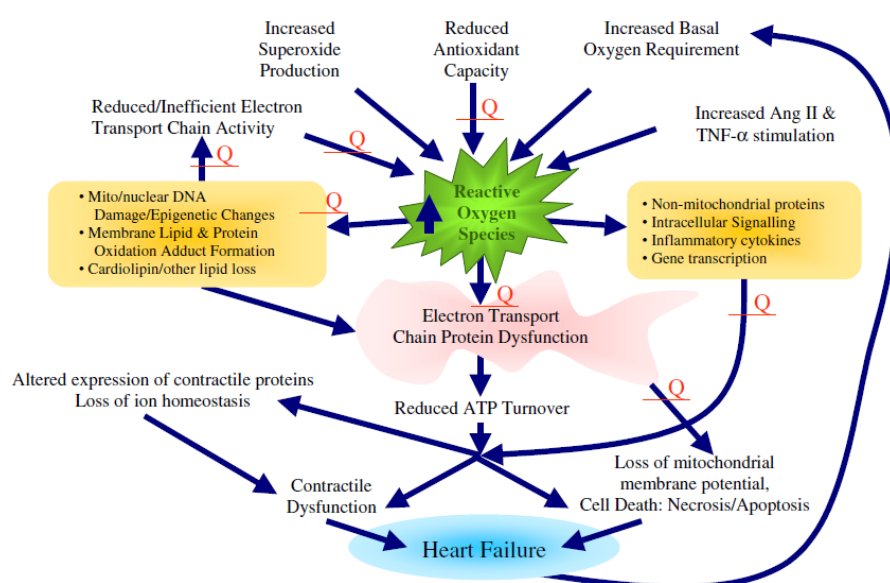 Increased
Superoxide
Production
Reduced
Antioxidant
Capacity
Increased Basal
Oxygen Requirement
Reduced/Inefficient Electron
Transport Chain Activity
Q
Q
Q
Increased Ang II &
TNF-α stimulation
• Mito/nuclear DNA
Damage/Epigenetic Changes
• Membrane Lipid & Protein
Oxidation Adduct Formation
• Cardiolipin/other lipid loss
Q
Reactive
Oxygen
Species
• Non-mitochondrial proteins
• Intracellular Signalling
• Inflammatory cytokines
• Gene transcription
Q
Q
Electron Transport
Chain Protein Dysfunction
Altered expression of contractile proteins
Loss of ion homeostasis
Q
Reduced ATP Turnover
Contractile
Dysfunction
Loss of mitochondrial
membrane potential,
Cell Death: Necrosis/Apoptosis
Heart Failure